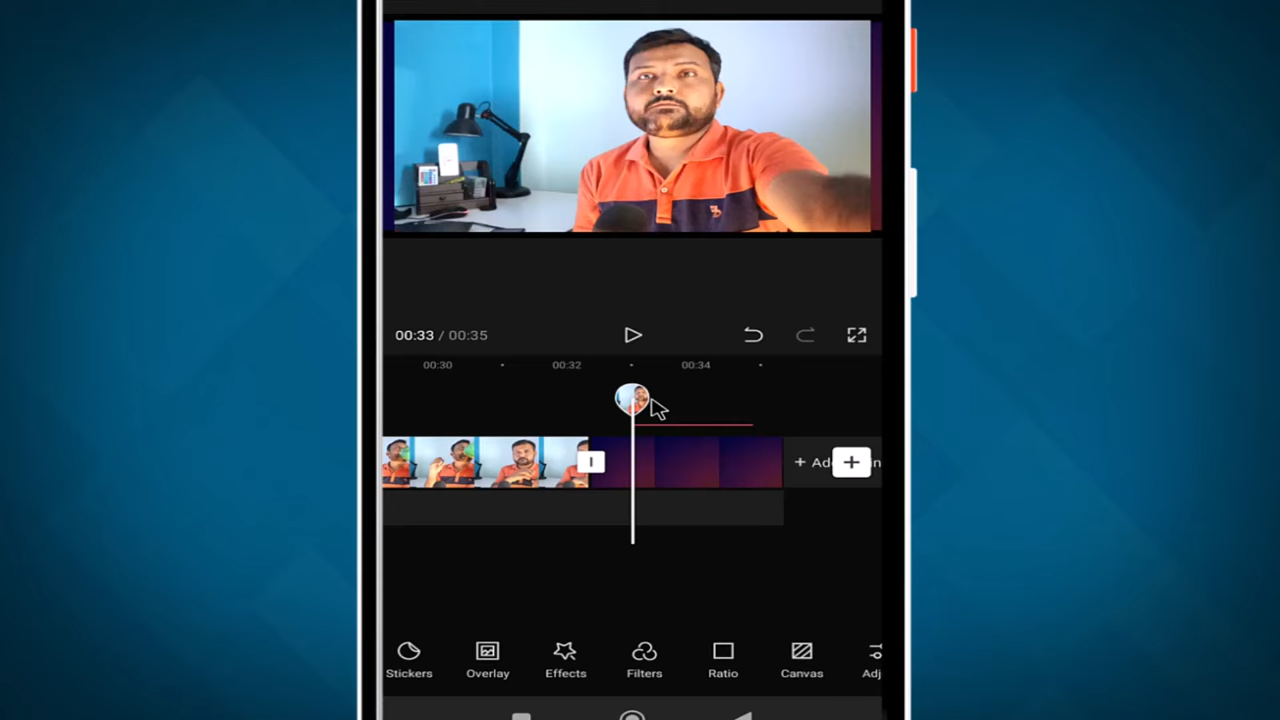 00:33 / 00:35
00:30 00:32 00:34
+ Ad
Stickers Overlay Effects Filters Ratio Canvas Adj